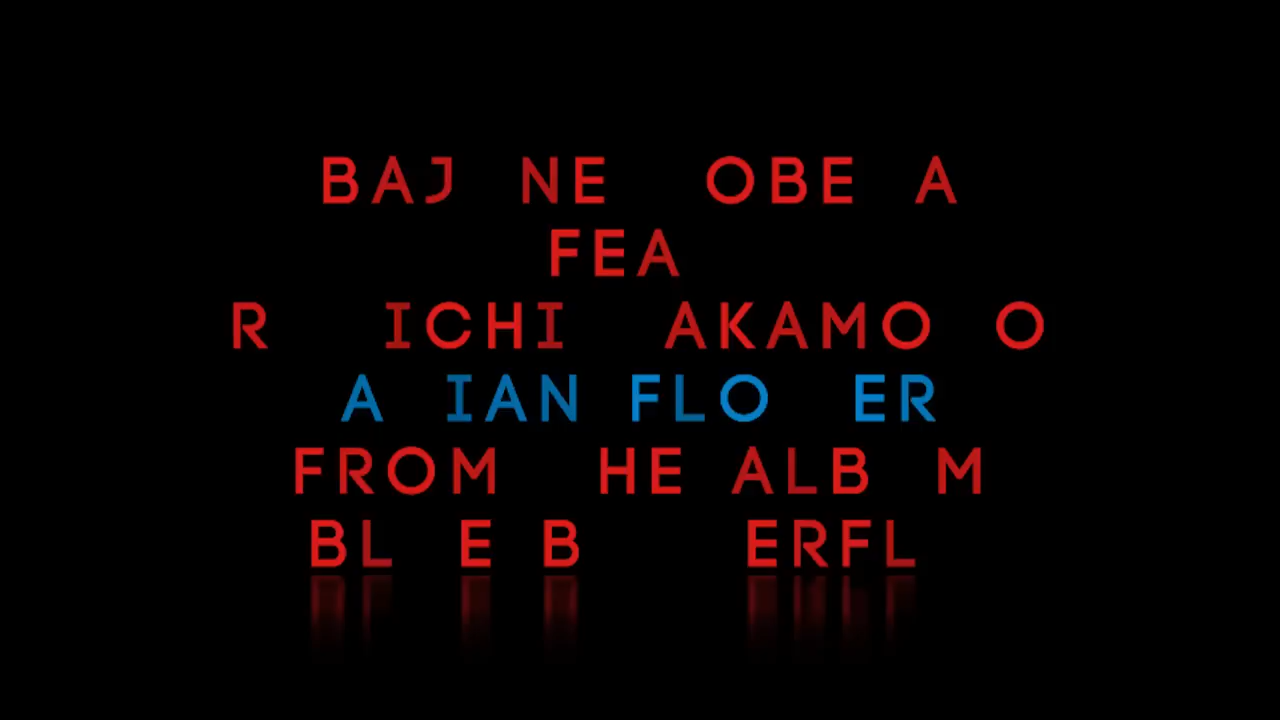 BAJ NE OBE A
FEA
R ICHI AKAMO O
A IAN FLO ER
FROM HE ALB M
BL E B ERFL